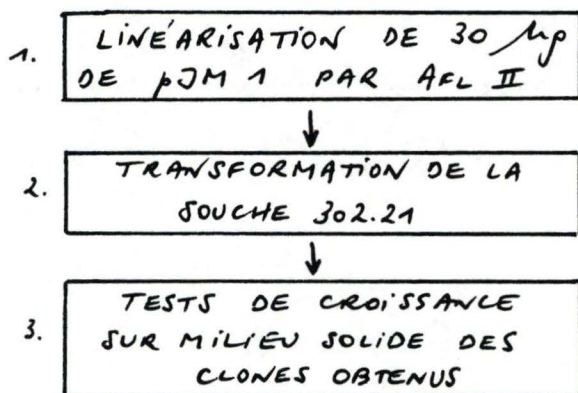 1. LINÉARISATION DE 30 µg
DE pJM 1 PAR AFL II
2. TRANSFORMATION DE LA
SOUCHE 302.21
3. TESTS DE CROISSANCE
SUR MILIEU SOLIDE DES
CLONES OBTENUS